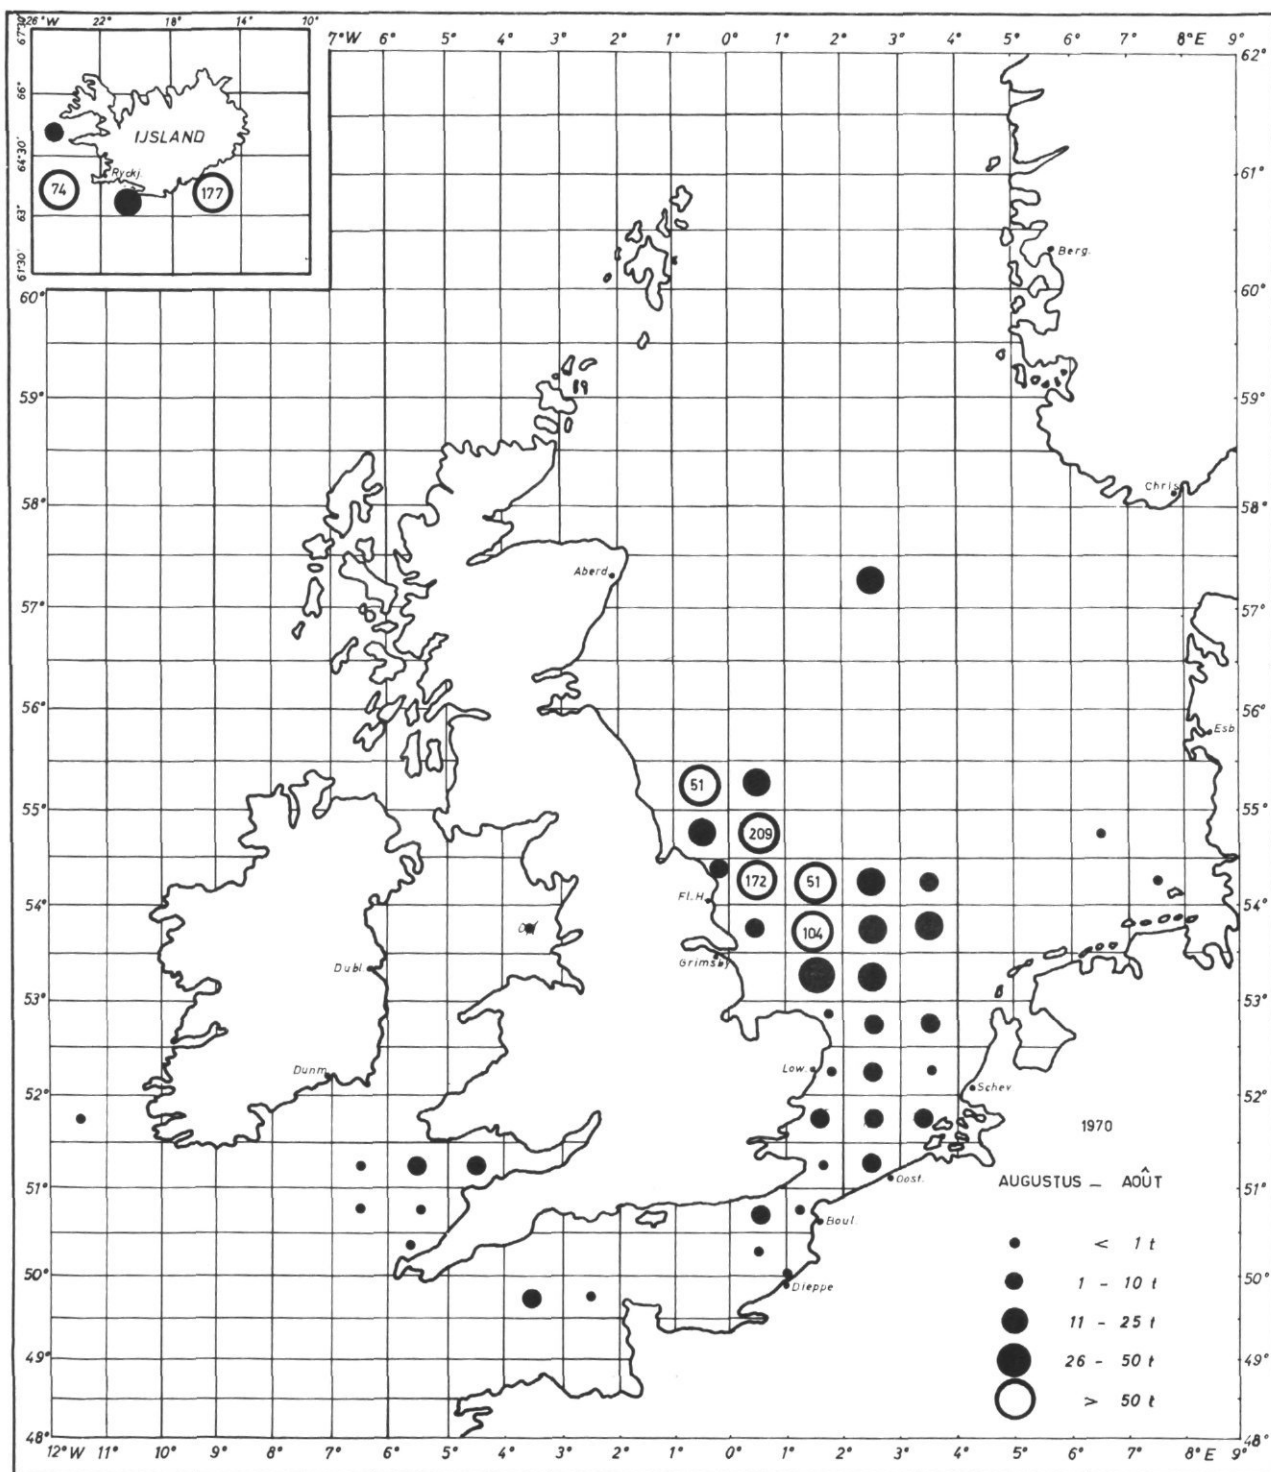 26°W 22° 18° 14° 10°
67°30'
66°
64°30'
63°
61°30'
IJSLAND
Ryckj.
74
177
7°W 6° 5° 4° 3° 2° 1° 0° 1° 2° 3° 4° 5° 6° 7° 8°E 9°
62°
61°
60° 60°
59° 59°
58° 58°
57° 57°
56° 56°
55° 55°
54° 54°
53° 53°
52° 52°
51° 51°
50° 50°
49° 49°
48° 48°
Berg.
Chris
Aberd.
Esb
51
209
172
51
Fl.H
104
Grimsby
Dubl
Dunm
Low.
Schev
Oost.
Boul
Dieppe
1970
AUGUSTUS _ AOÛT
< 1 t
1 - 10 t
11 - 25 t
26 - 50 t
> 50 t
12°W 11° 10° 9° 8° 7° 6° 5° 4° 3° 2° 1° 0° 1° 2° 3° 4° 5° 6° 7° 8°E 9°